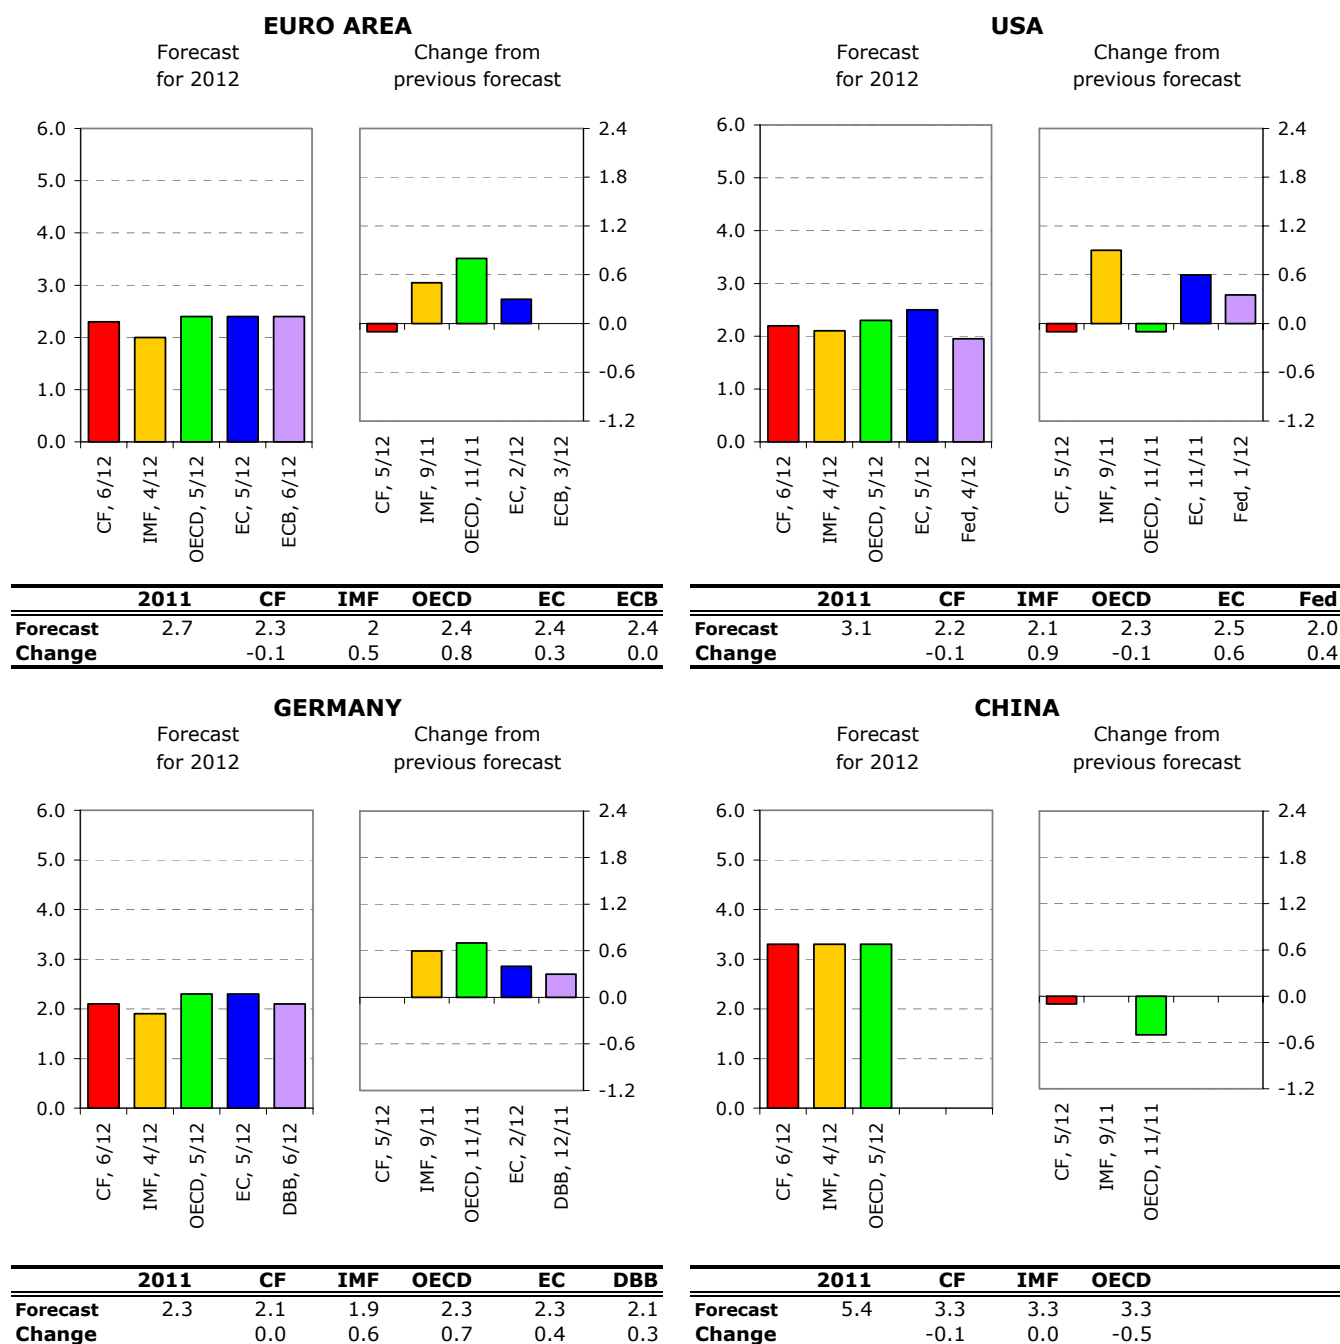 EURO AREA
Forecast
for 2012
Change from
previous forecast
6.0
5.0
4.0
3.0
2.0
1.0
0.0
2.4
1.8
1.2
0.6
0.0
-0.6
-1.2
CF, 6/12
IMF, 4/12
OECD, 5/12
EC, 5/12
ECB, 6/12
CF, 5/12
IMF, 9/11
OECD, 11/11
EC, 2/12
ECB, 3/12
2011 CF IMF OECD EC ECB
Forecast 2.7 2.3 2 2.4 2.4 2.4
Change -0.1 0.5 0.8 0.3 0.0
USA
Forecast
for 2012
Change from
previous forecast
6.0
5.0
4.0
3.0
2.0
1.0
0.0
2.4
1.8
1.2
0.6
0.0
-0.6
-1.2
CF, 6/12
IMF, 4/12
OECD, 5/12
EC, 5/12
Fed, 4/12
CF, 5/12
IMF, 9/11
OECD, 11/11
EC, 11/11
Fed, 1/12
2011 CF IMF OECD EC Fed
Forecast 3.1 2.2 2.1 2.3 2.5 2.0
Change -0.1 0.9 -0.1 0.6 0.4
GERMANY
Forecast
for 2012
Change from
previous forecast
6.0
5.0
4.0
3.0
2.0
1.0
0.0
2.4
1.8
1.2
0.6
0.0
-0.6
-1.2
CF, 6/12
IMF, 4/12
OECD, 5/12
EC, 5/12
DBB, 6/12
CF, 5/12
IMF, 9/11
OECD, 11/11
EC, 2/12
DBB, 12/11
2011 CF IMF OECD EC DBB
Forecast 2.3 2.1 1.9 2.3 2.3 2.1
Change 0.0 0.6 0.7 0.4 0.3
CHINA
Forecast
for 2012
Change from
previous forecast
6.0
5.0
4.0
3.0
2.0
1.0
0.0
2.4
1.8
1.2
0.6
0.0
-0.6
-1.2
CF, 6/12
IMF, 4/12
OECD, 5/12
CF, 5/12
IMF, 9/11
OECD, 11/11
2011 CF IMF OECD
Forecast 5.4 3.3 3.3 3.3
Change -0.1 0.0 -0.5